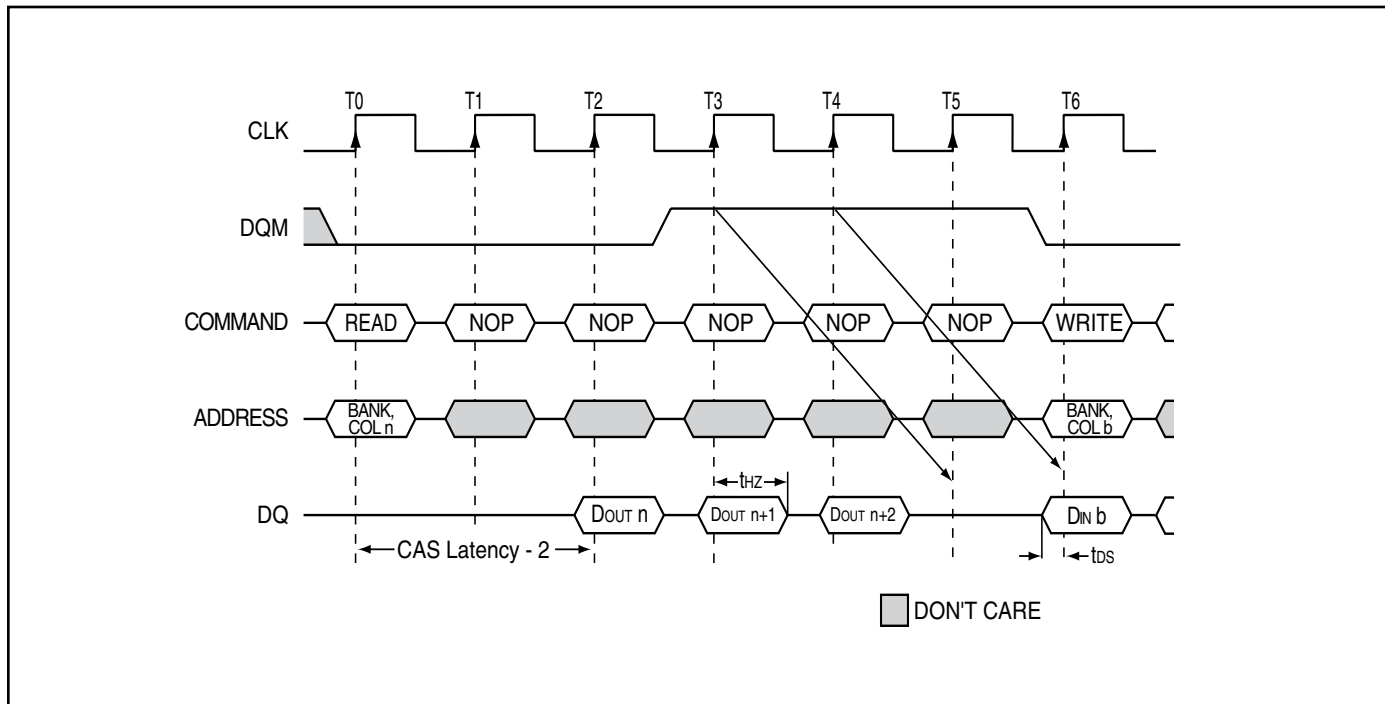 T0 T1 T2 T3 T4 T5 T6
CLK
DQM
COMMAND READ NOP NOP NOP NOP NOP WRITE
ADDRESS BANK, COL n BANK, COL b
tHZ
DQ DOUT n DOUT n+1 DOUT n+2 DIN b
CAS Latency - 2 tDS
DON'T CARE